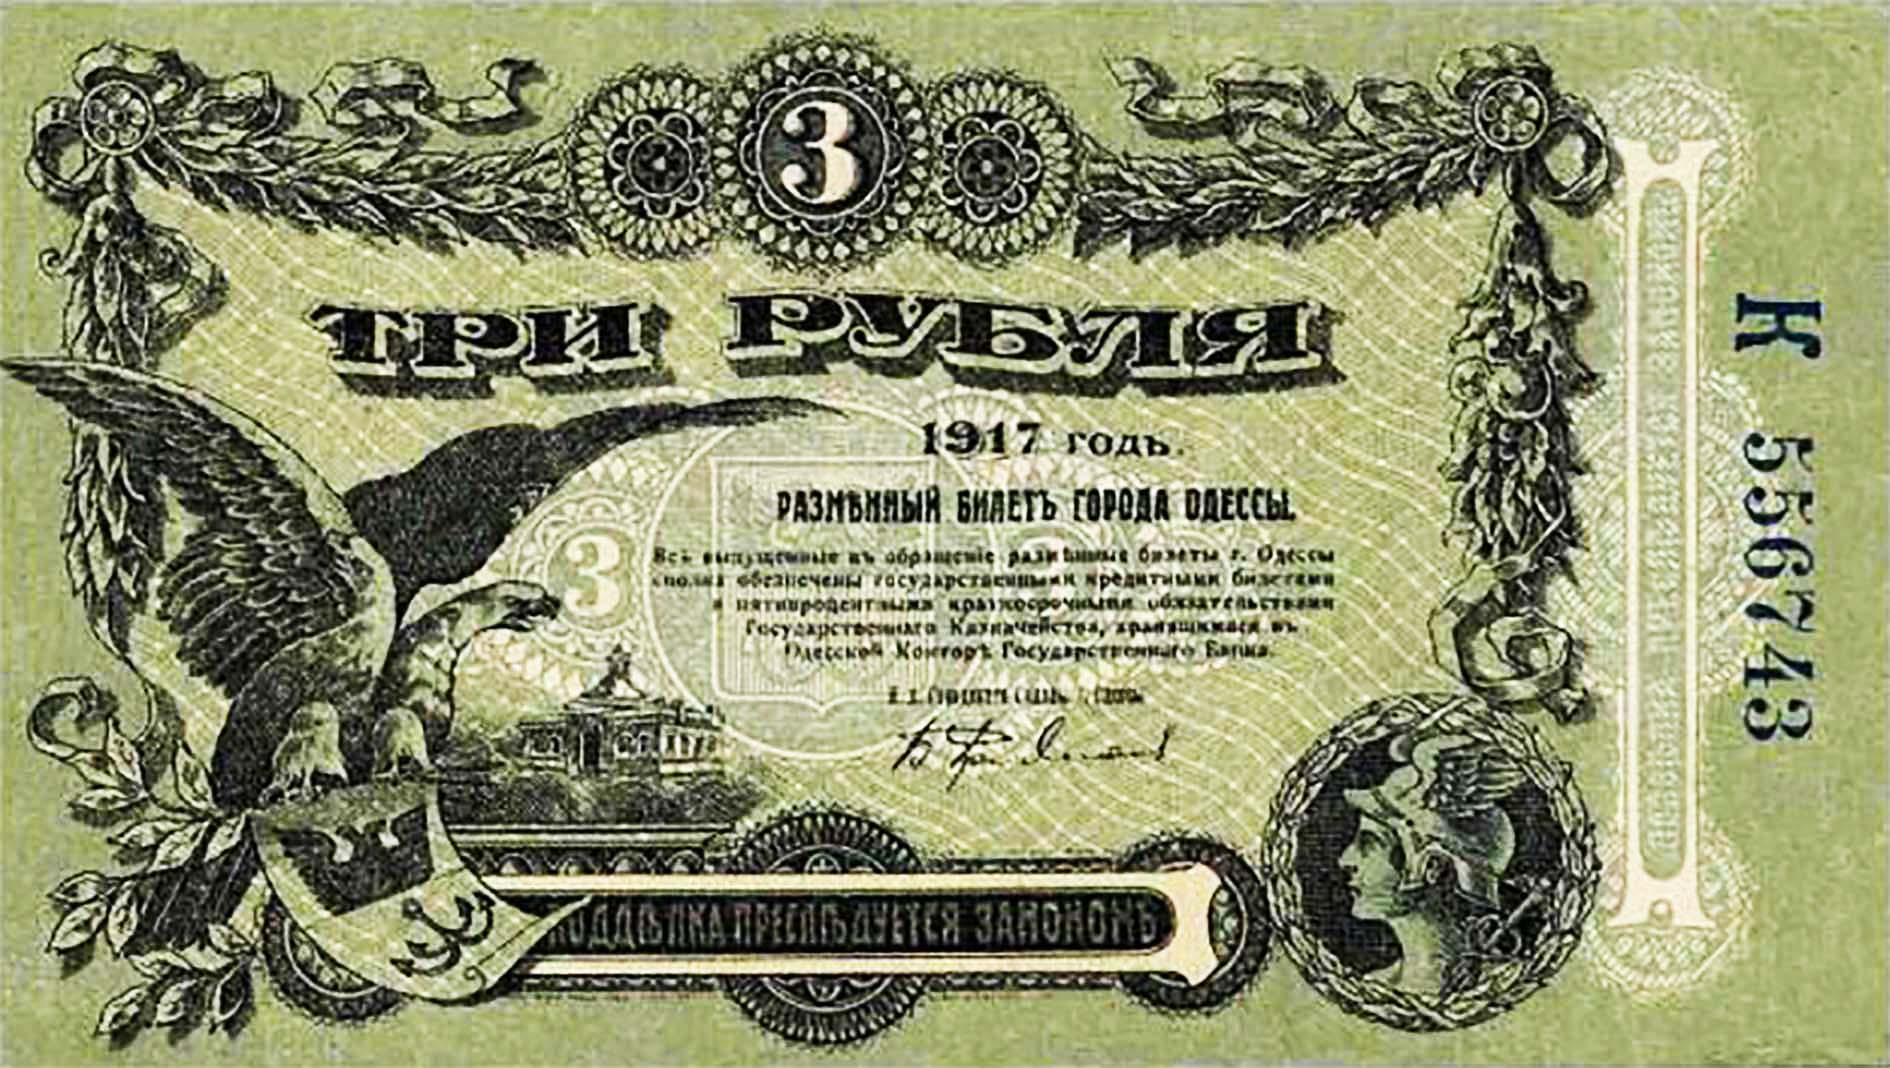 3
ТРИ РУБЛЯ
1917 годъ.
РАЗМѢННЫЙ БИЛЕТЪ ГОРОДА ОДЕССЫ.
Всѣ выпущенные въ обращеніе размѣнные билеты г. Одессы
сполна обезпечены государственными кредитными билетами
и пятипроцентными краткосрочными обязательствами
Государственнаго Казначейства, хранящимися въ
Одесской Конторѣ Государственнаго Банка.
3
3
ПОДДѢЛКА ПРЕСЛѢДУЕТСЯ ЗАКОНОМЪ
К 556743